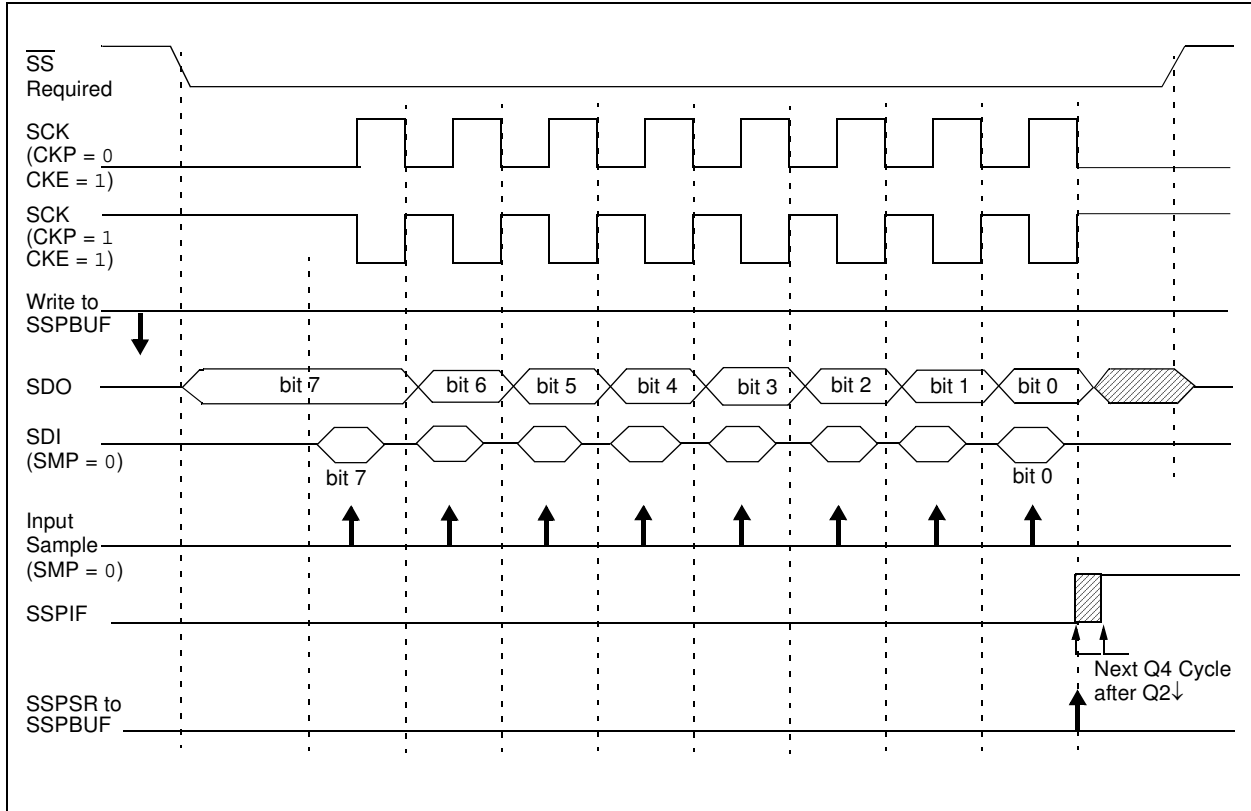 SS
Required
SCK
(CKP = 0
CKE = 1)
SCK
(CKP = 1
CKE = 1)
Write to
SSPBUF
SDO
bit 7
bit 6
bit 5
bit 4
bit 3
bit 2
bit 1
bit 0
SDI
(SMP = 0)
bit 7
bit 0
Input
Sample
(SMP = 0)
SSPIF
Next Q4 Cycle
after Q2↓
SSPSR to
SSPBUF